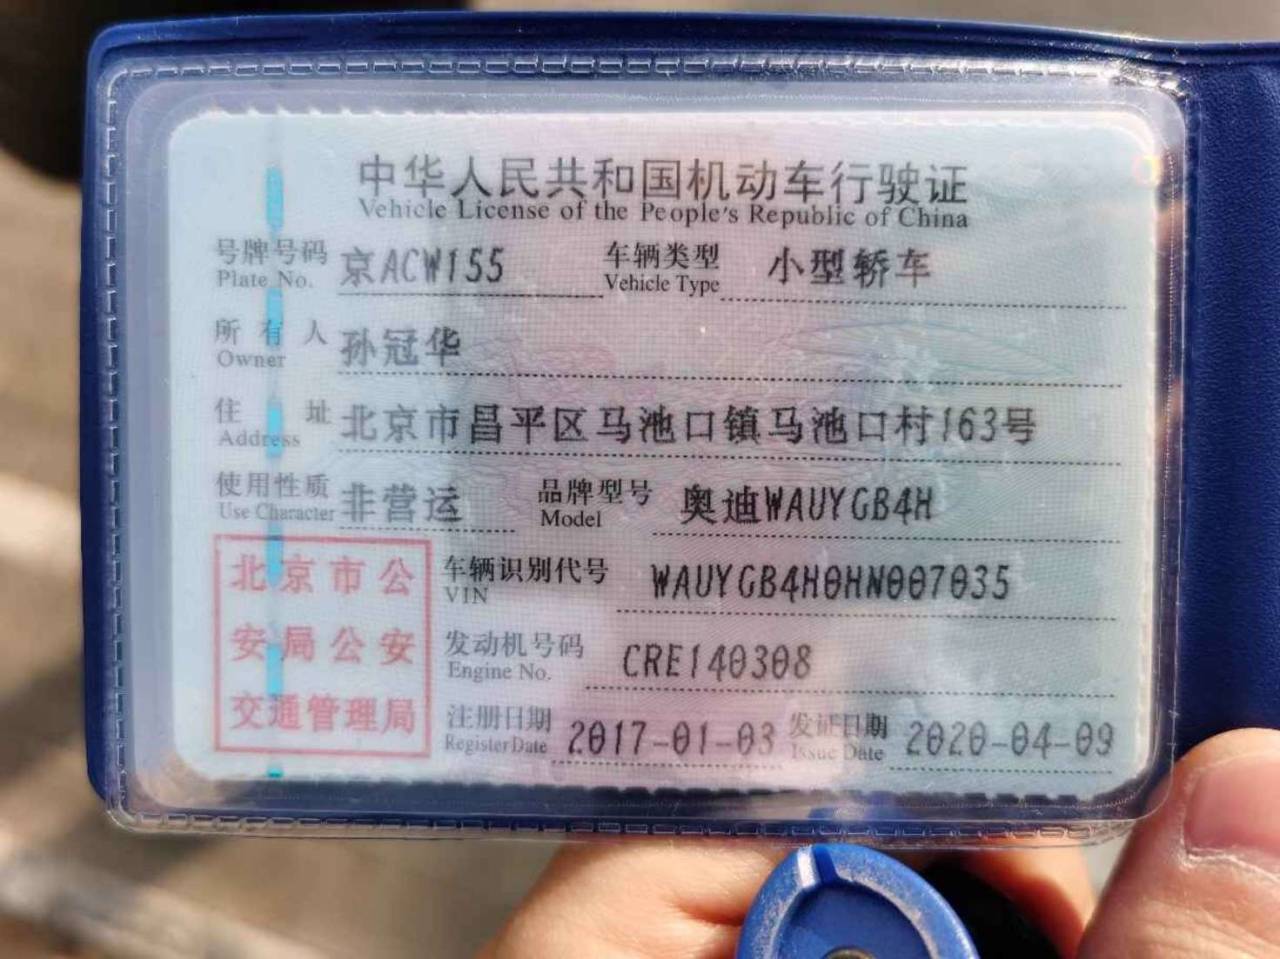 中华人民共和国机动车行驶证
Vehicle License of the People's Republic of China
号牌号码 京ACW155 车辆类型 小型轿车
Plate No. Vehicle Type
所有人 孙冠华
Owner
住址 北京市昌平区马池口镇马池口村163号
Address
使用性质 非营运 品牌型号 奥迪WAUYGB4H
Use Character Model
北京市公
安局公安
交通管理局
车辆识别代号 WAUYGB4H0HN007035
VIN
发动机号码 CRE140308
Engine No.
注册日期 2017-01-03 发证日期 2020-04-09
Register Date Issue Date